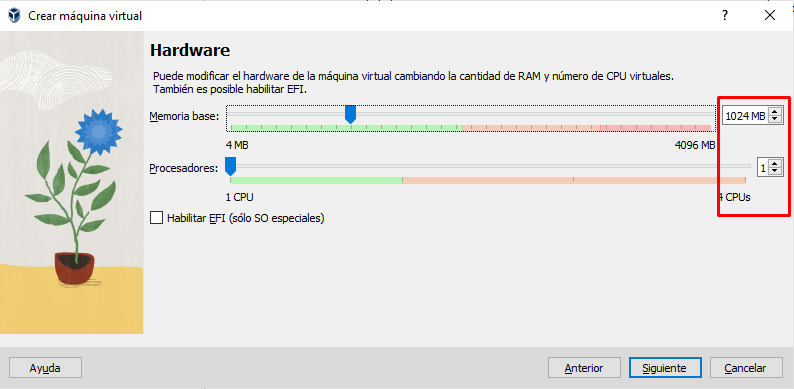 Crear máquina virtual
Hardware
Puede modificar el hardware de la máquina virtual cambiando la cantidad de RAM y número de CPU virtuales.
También es posible habilitar EFI.
Memoria base:
1024 MB
4 MB
4096 MB
Procesadores:
1
1 CPU
4 CPUs
Habilitar EFI (sólo SO especiales)
Ayuda
Anterior
Siguiente
Cancelar